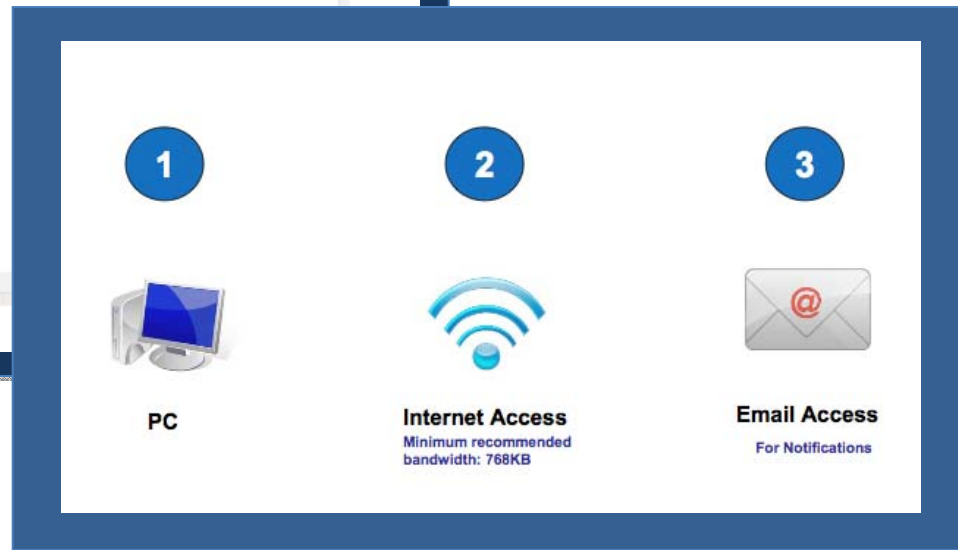 1
2
3
@
PC
Internet Access
Minimum recommended
bandwidth: 768KB
Email Access
For Notifications